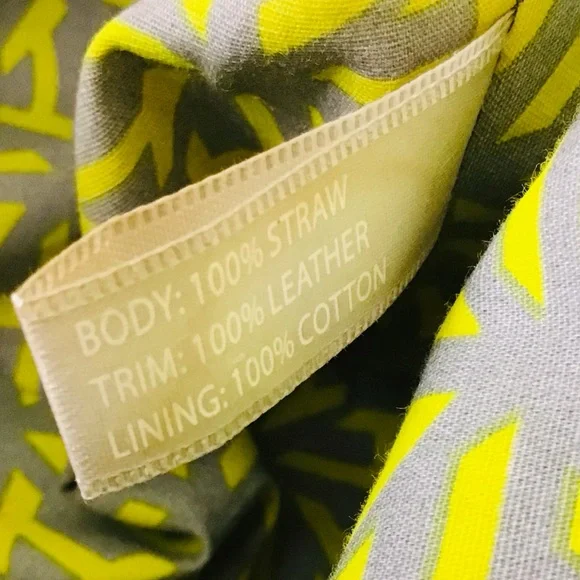 BODY: 100% STRAW
TRIM: 100% LEATHER
LINING: 100% COTTON